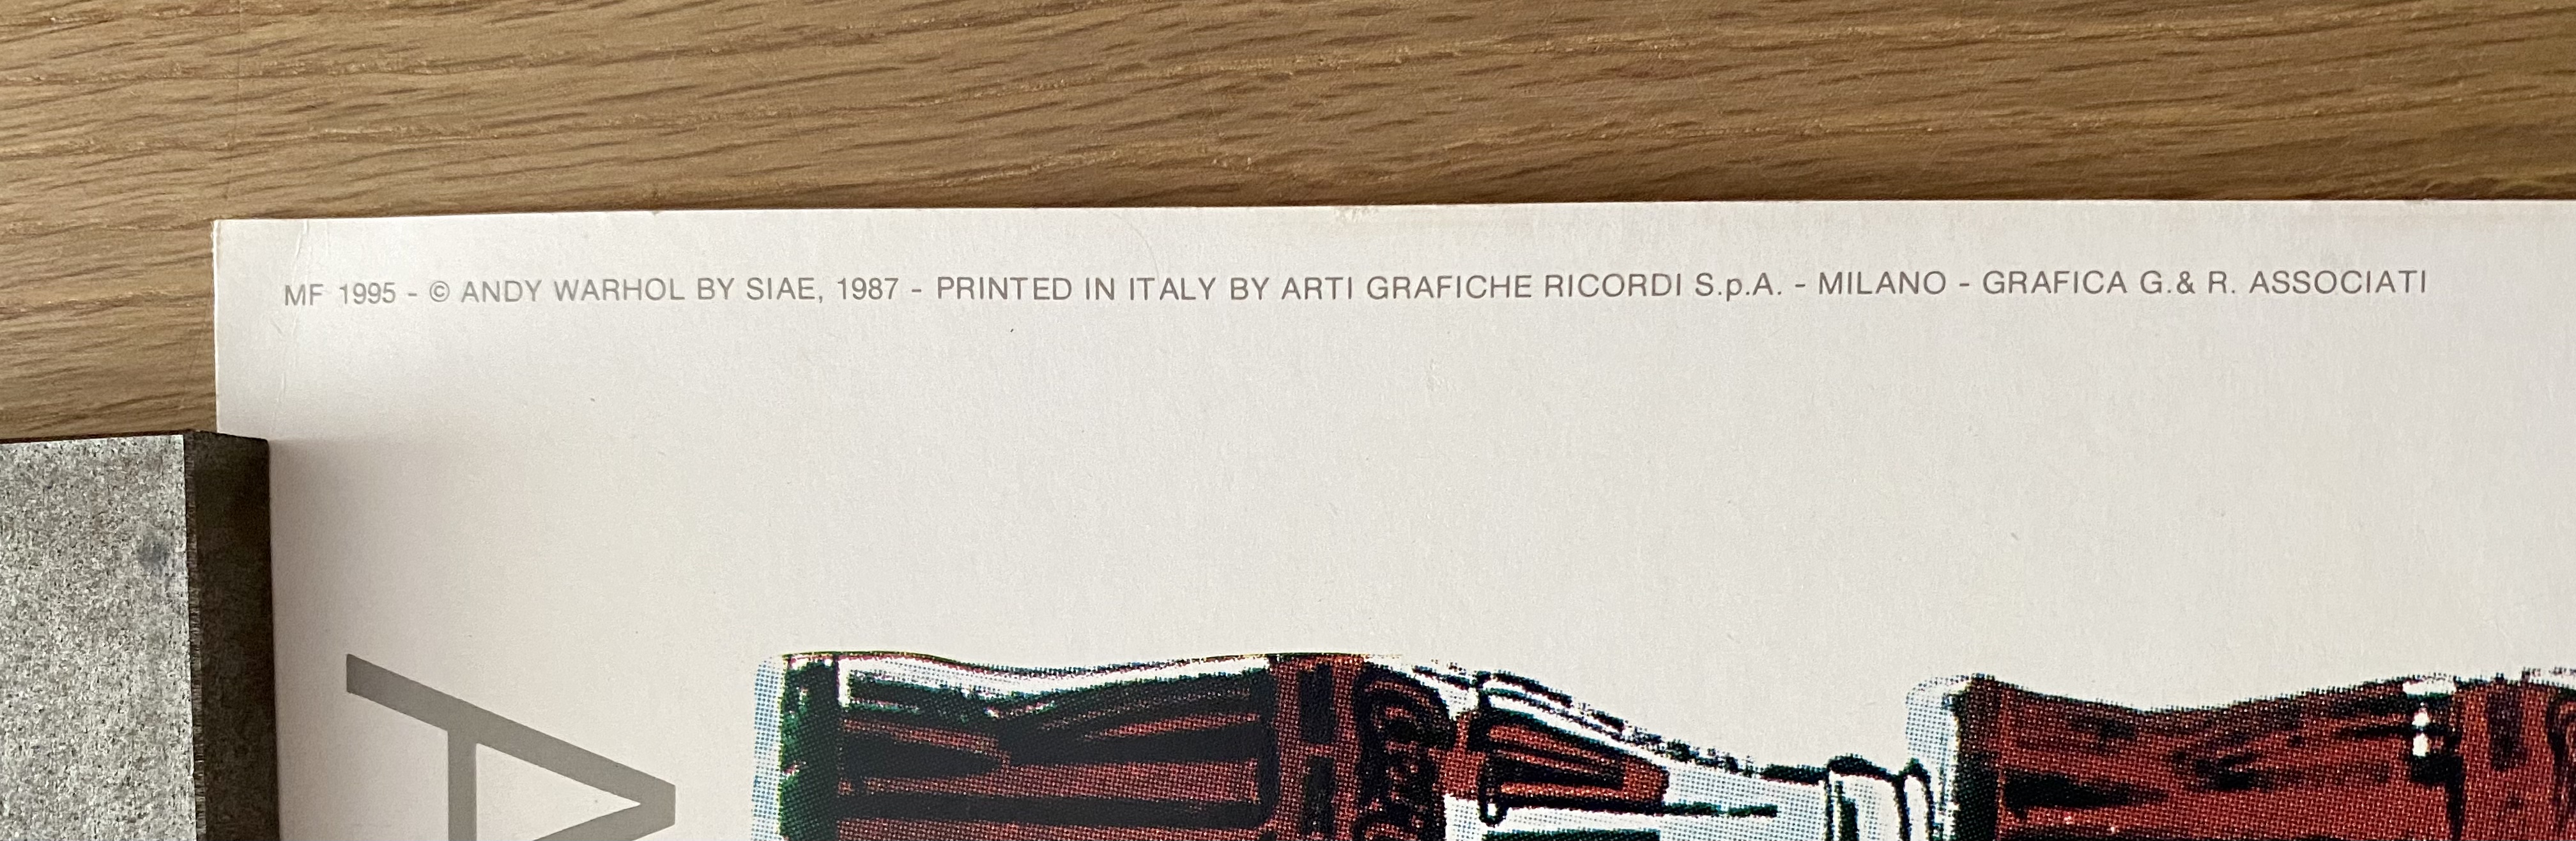 MF 1995 - © ANDY WARHOL BY SIAE, 1987 - PRINTED IN ITALY BY ARTI GRAFICHE RICORDI S.p.A. - MILANO - GRAFICA G.& R. ASSOCIATI
A